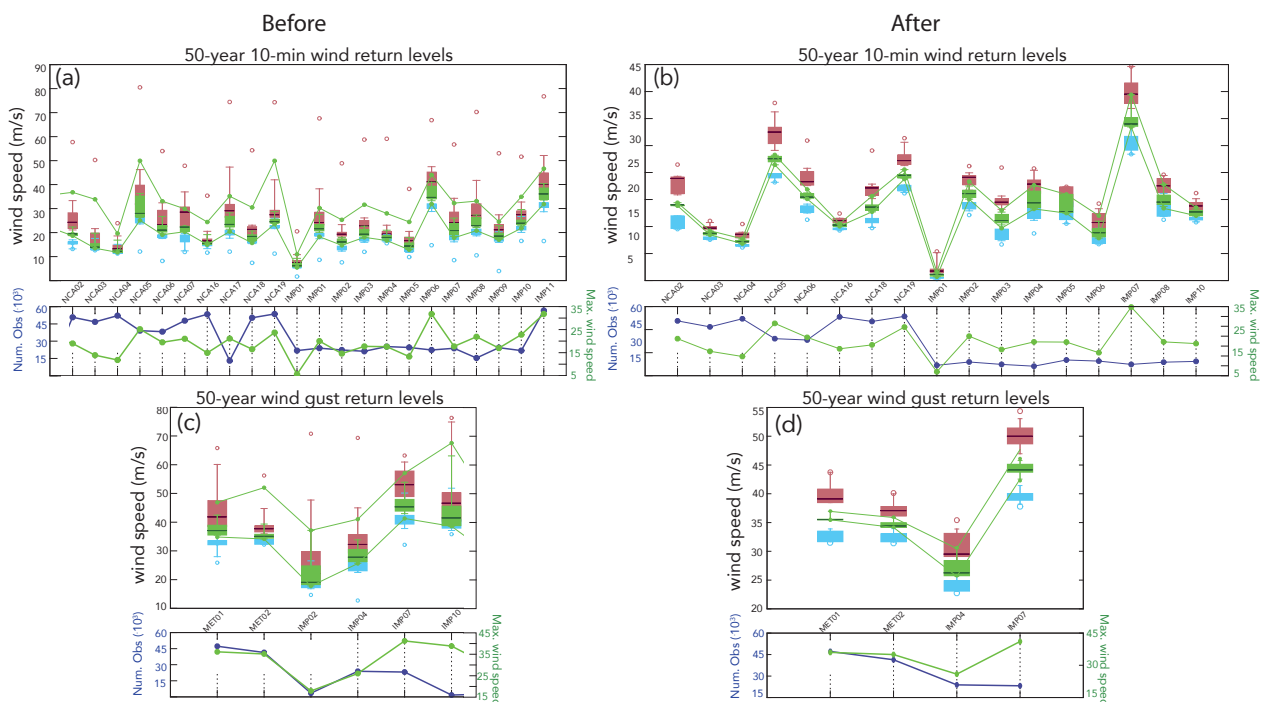 Before
After
50-year 10-min wind return levels
50-year 10-min wind return levels
(a)
90
80
70
60
50
40
30
20
10
wind speed (m/s)
NCA02
NCA03
NCA04
NCA05
NCA06
NCA07
NCA16
NCA17
NCA18
NCA19
IMP01
IMP01
IMP02
IMP03
IMP04
IMP05
IMP06
IMP07
IMP08
IMP09
IMP10
IMP11
Num. Obs (10³)
60
45
30
15
35
25
15
5
Max. wind speed
(b)
45
40
35
30
25
20
15
10
5
wind speed (m/s)
NCA02
NCA03
NCA04
NCA05
NCA06
NCA16
NCA18
NCA19
IMP01
IMP02
IMP03
IMP04
IMP05
IMP06
IMP07
IMP08
IMP10
Num. Obs (10³)
60
45
30
15
35
25
15
5
Max. wind speed
50-year wind gust return levels
50-year wind gust return levels
(c)
80
70
60
50
40
30
20
10
wind speed (m/s)
MET01
MET02
IMP02
IMP04
IMP07
IMP10
Num. Obs (10³)
60
45
30
15
45
35
25
15
Max. wind speed
(d)
55
50
45
40
35
30
25
20
wind speed (m/s)
MET01
MET02
IMP04
IMP07
Num. Obs (10³)
60
45
30
15
45
30
15
Max. wind speed